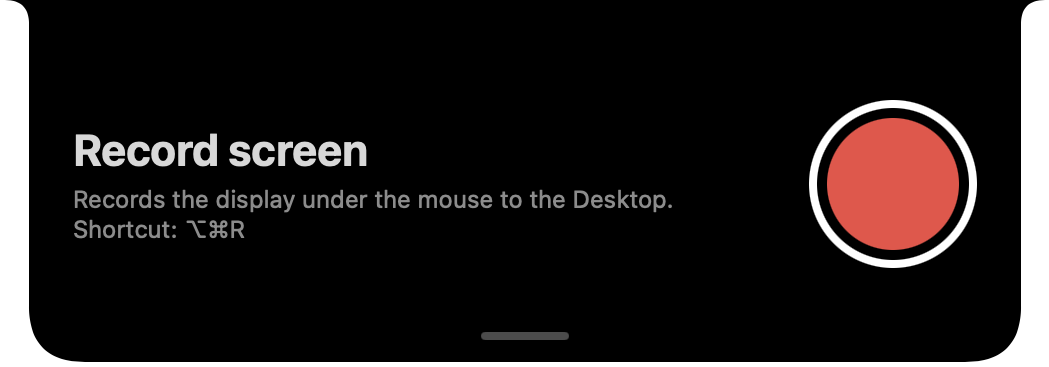 Record screen
Records the display under the mouse to the Desktop.
Shortcut: ⌥⌘R